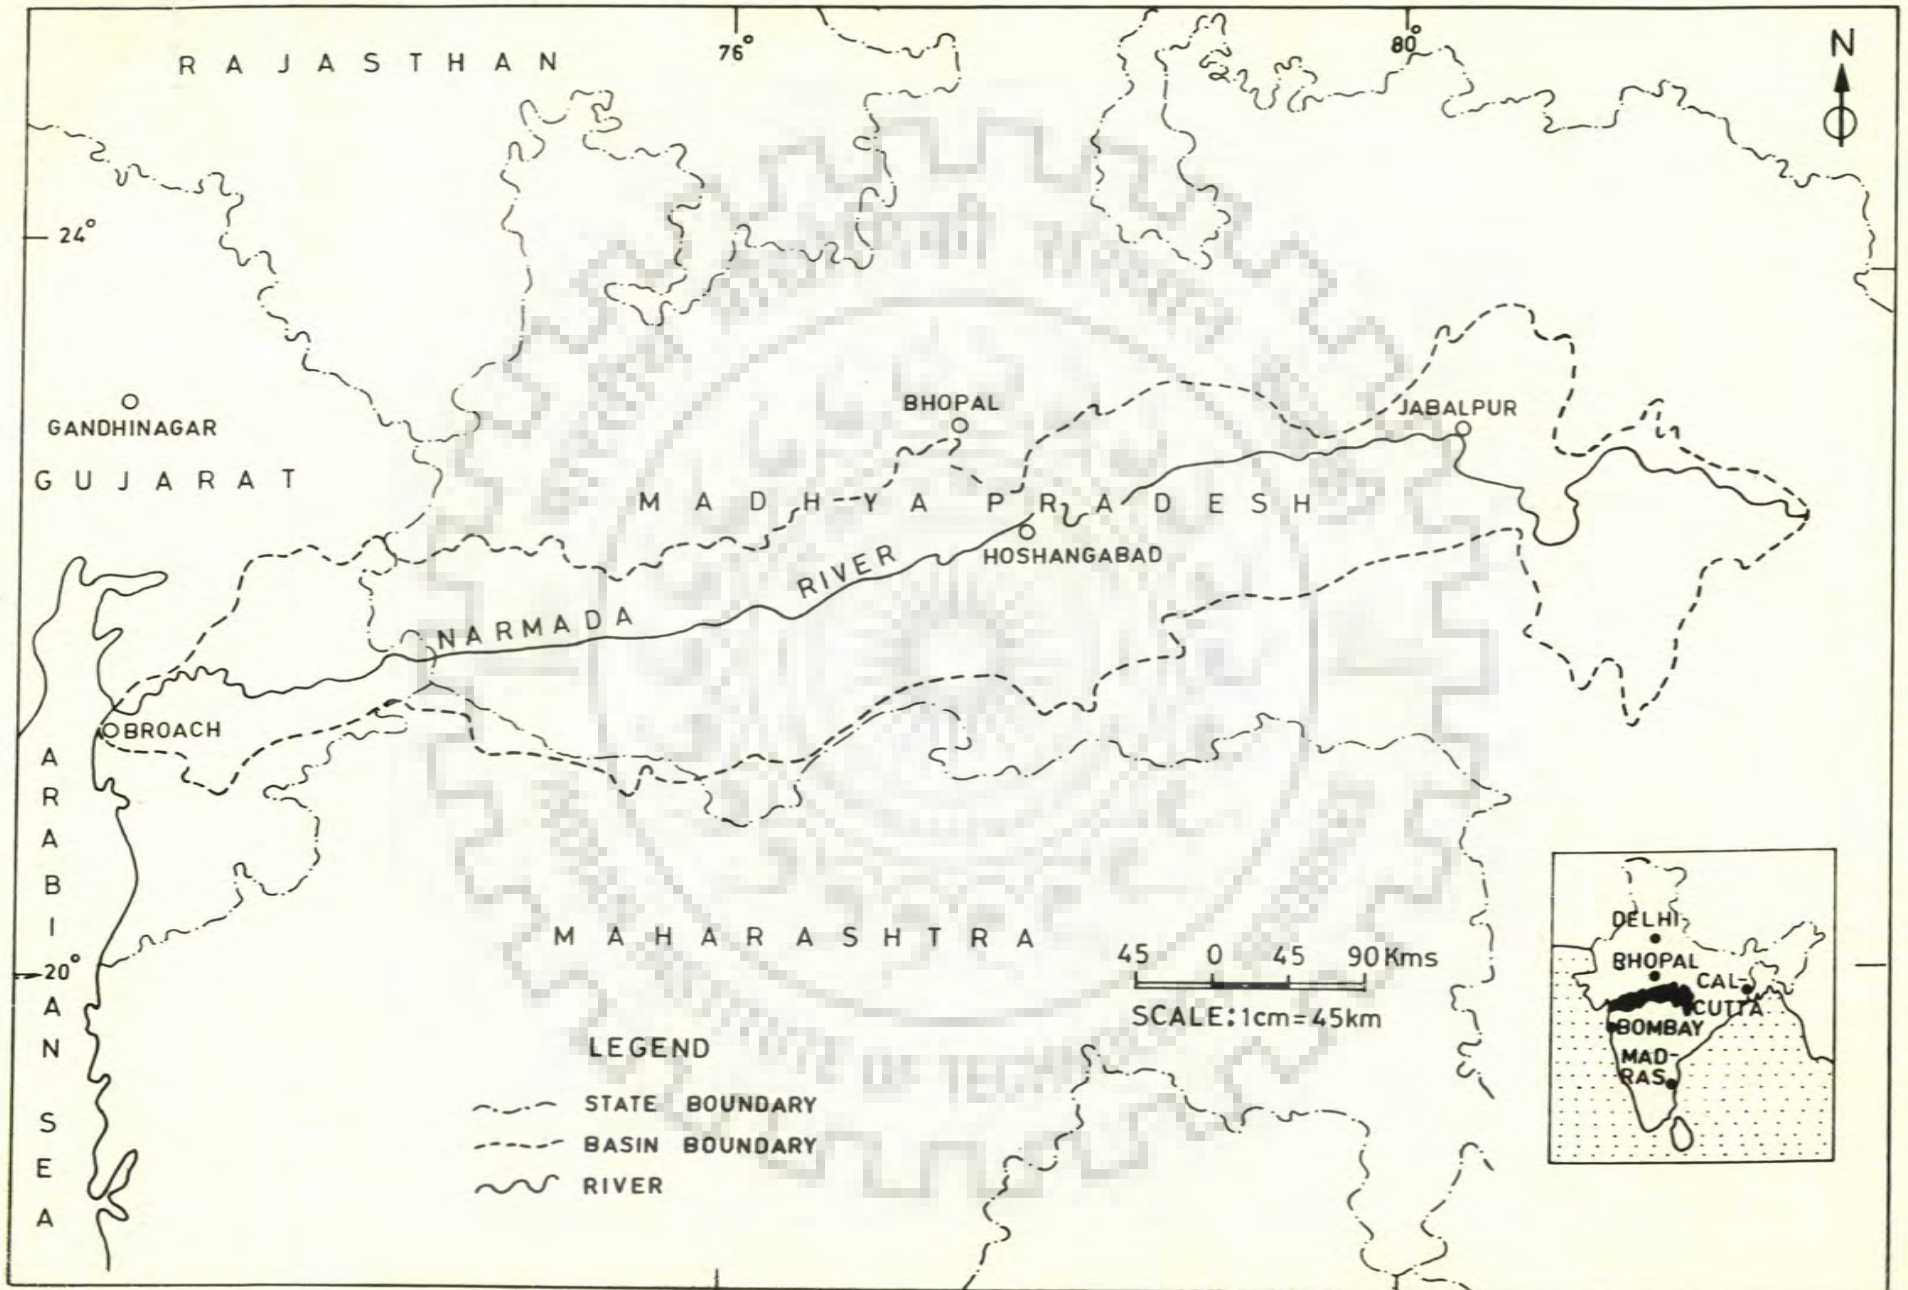 76°
80°
N
RAJASTHAN
24°
GANDHINAGAR
GUJARAT
BHOPAL
JABALPUR
MADHYA PRADESH
HOSHANGABAD
NARMADA RIVER
BROACH
ARABIAN SEA
MAHARASHTRA
20°
45 0 45 90 Kms
SCALE: 1cm = 45km
LEGEND
STATE BOUNDARY
BASIN BOUNDARY
RIVER
DELHI
BHOPAL
CAL-
CUTTA
BOMBAY
MAD-
RAS